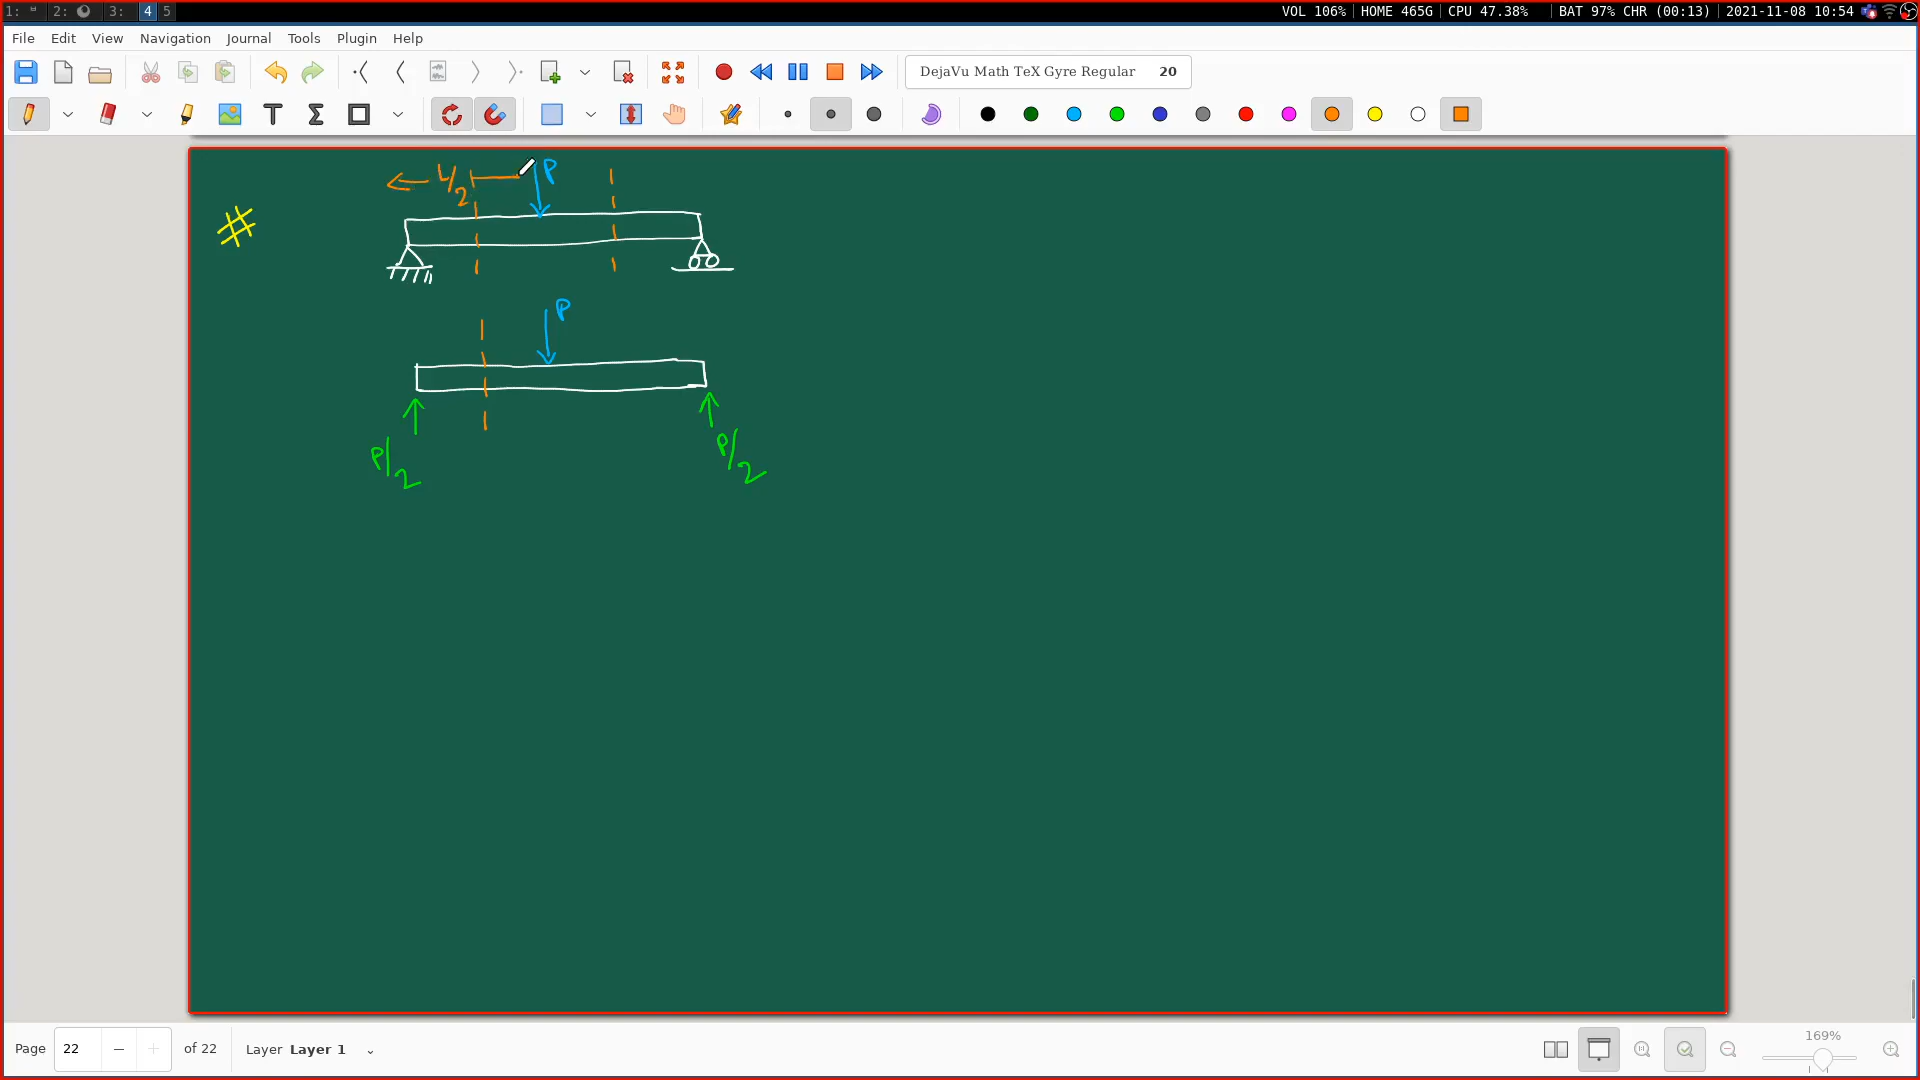 1: " 2: 3: 4 5 VOL 106% HOME 465G CPU 47.38% BAT 97% CHR (00:13) 2021-11-08 10:54
File Edit View Navigation Journal Tools Plugin Help
DejaVu Math TeX Gyre Regular 20
T Σ
L/2 P
#
P
P/2 P/2
169%
Page 22 of 22 Layer Layer 1